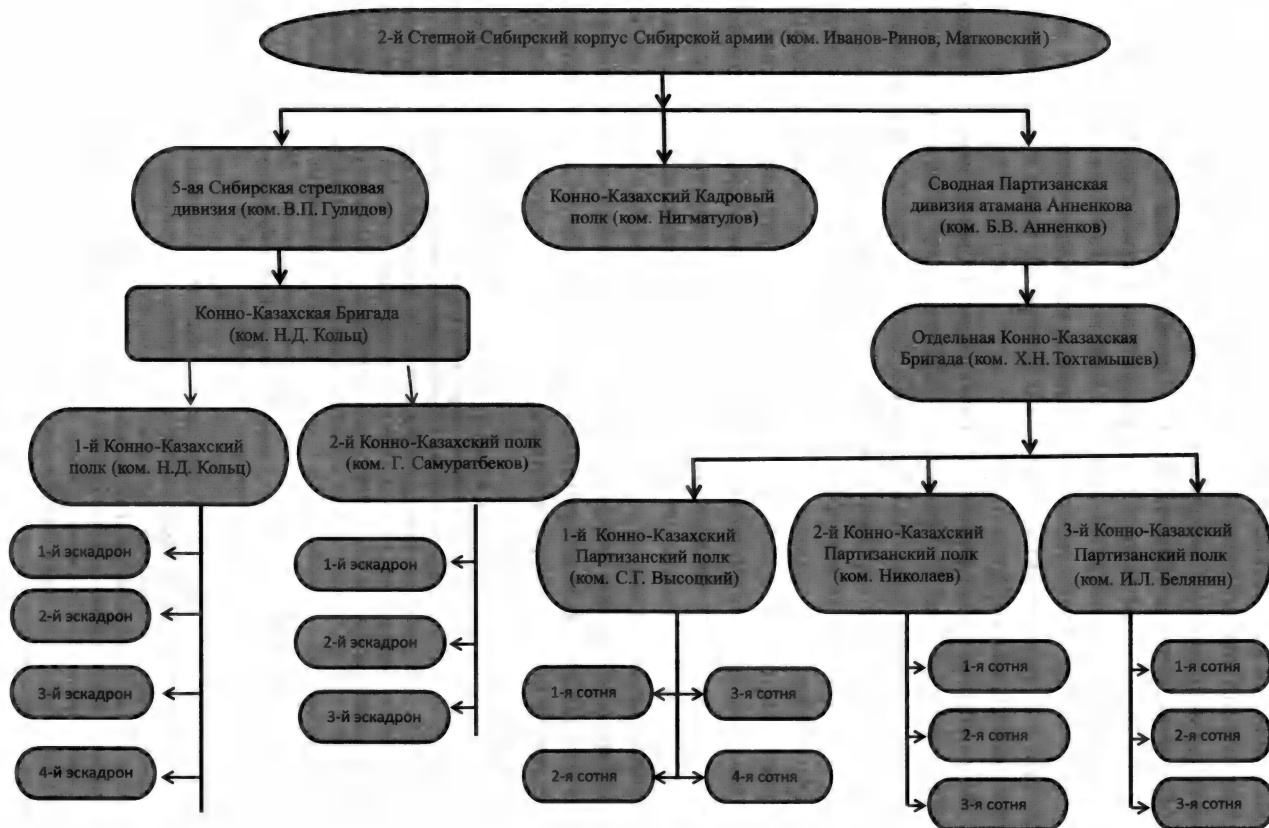 2-й Степной Сибирский корпус Сибирской армии (ком. Иванов-Ринов, Матковский)
5-ая Сибирская стрелковая
дивизия (ком. В.П. Гулидов)
Конно-Казахский Кадровый
полк (ком. Нигматулов)
Сводная Партизанская
дивизия атамана Анненкова
(ком. Б.В. Анненков)
Конно-Казахская Бригада
(ком. Н.Д. Кольц)
Отдельная Конно-Казахская
Бригада (ком. Х.Н. Тохтамышев)
1-й Конно-Казахский
полк (ком. Н.Д. Кольц)
2-й Конно-Казахский полк
(ком. Г. Самуратбеков)
1-й Конно-Казахский
Партизанский полк
(ком. С.Г. Высоцкий)
2-й Конно-Казахский
Партизанский полк
(ком. Николаев)
3-й Конно-Казахский
Партизанский полк
(ком. И.Л. Белянин)
1-й эскадрон
2-й эскадрон
3-й эскадрон
4-й эскадрон
1-й эскадрон
2-й эскадрон
3-й эскадрон
1-я сотня
3-я сотня
2-я сотня
4-я сотня
1-я сотня
2-я сотня
3-я сотня
1-я сотня
2-я сотня
3-я сотня